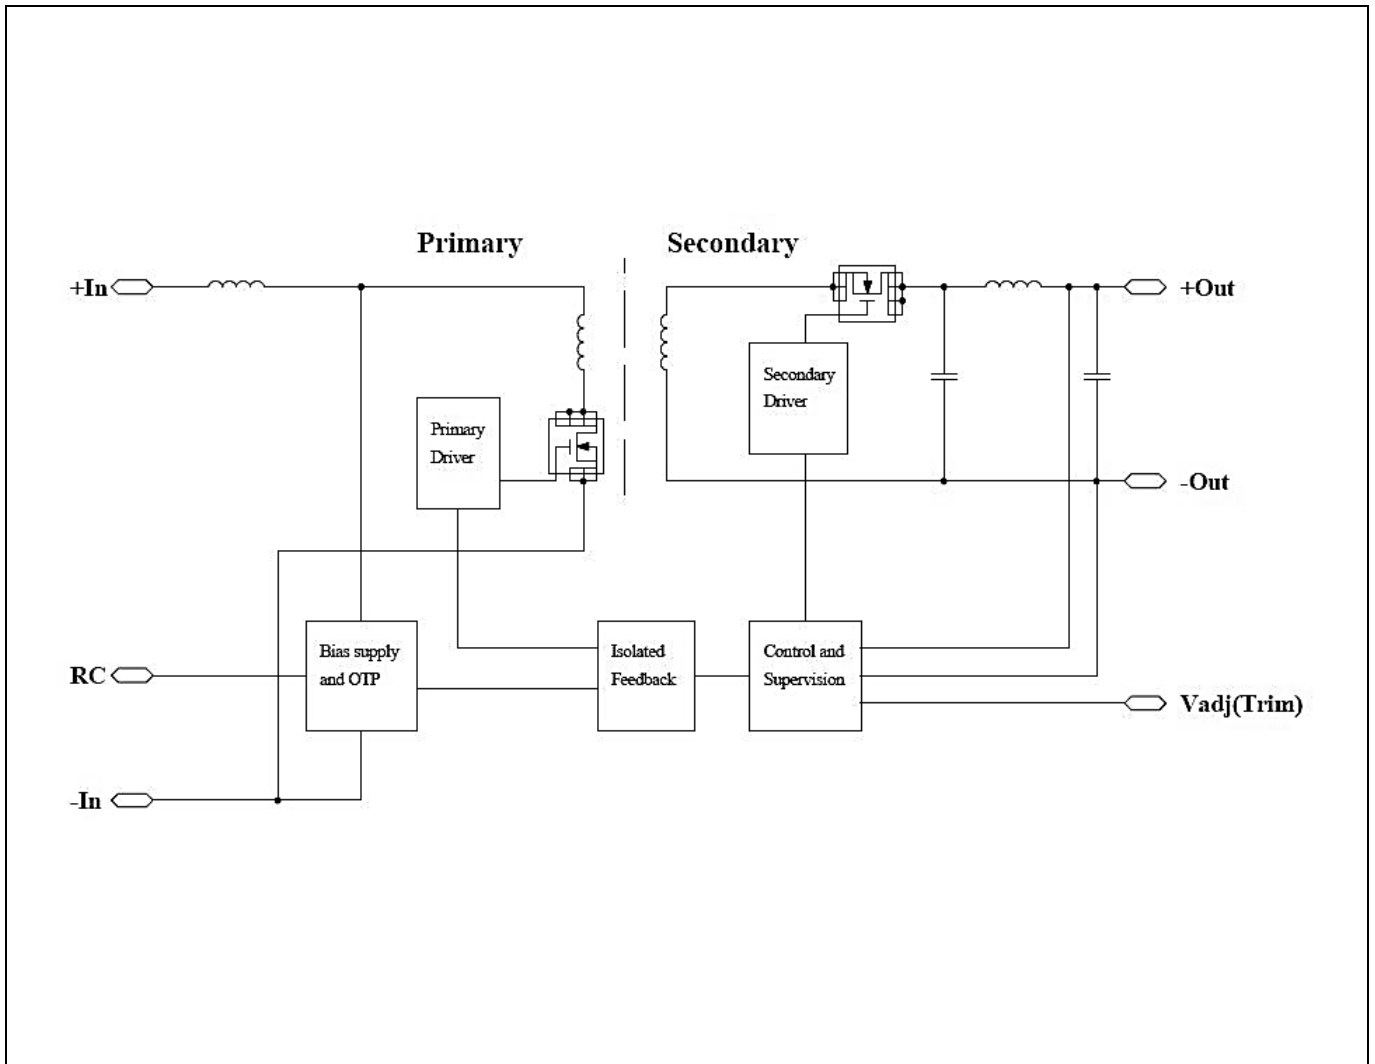 Primary
Secondary
+In
+Out
Secondary
Driver
Primary
Driver
-Out
RC
Bias supply
and OTP
Isolated
Feedback
Control and
Supervision
Vadj(Trim)
-In